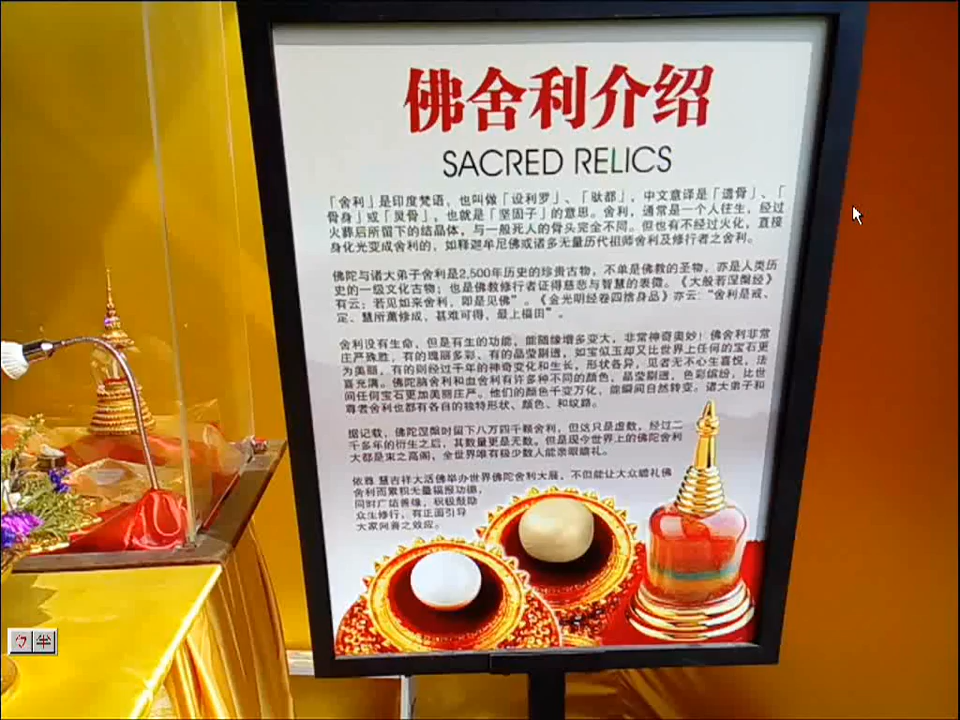 佛舍利介绍
SACRED RELICS
「舍利」是印度梵语，也叫做「设利罗」、「驮都」，中文意译是「遗骨」、「
骨身」或「灵骨」，也就是「坚固子」的意思。舍利，通常是一个人往生，经过
火葬后所留下的结晶体，与一般死人的骨头完全不同。但也有不经过火化，直接
身化光变成舍利的，如释迦牟尼佛或诸多无量历代祖师舍利及修行者之舍利。
佛陀与诸大弟子舍利是2,500年历史的珍贵古物，不单是佛教的圣物，亦是人类历
史的一级文化古物；也是佛教修行者证得慈悲与智慧的表微。《大般若涅槃经》
有云：若见如来舍利，即是见佛”。《金光明经卷四捨身品》亦云：“舍利是戒、
定、慧所薰修成，甚难可得，最上福田”。
舍利没有生命，但是有生的功能，能随缘增多变大，非常神奇奥妙！佛舍利非常
庄严殊胜，有的瑰丽多彩、有的晶莹剔透，如宝似玉却又比世界上任何的宝石更
为美丽，有的则经过千年的神奇变化和生长，形状各异，见者无不心生喜悦，法
喜充满。佛陀脑舍利和血舍利有许多种不同的颜色，晶莹剔透，色彩缤纷，比世
间任何宝石更加美丽庄严。他们的颜色千变万化，能瞬间自然转变。诸大弟子和
尊者舍利也都有各自的独特形状、颜色、和纹路。
据记载，佛陀涅槃时留下八万四千颗舍利，但这只是虚数，经过二
千多年的衍生之后，其数量更是无数。但是现今世界上的佛陀舍利
大都是束之高阁，全世界唯有极少数人能亲眼瞻礼。
依尊 慧吉祥大活佛举办世界佛陀舍利大展，不但能让大众瞻礼佛
舍利而累积无量福报功德，
同时广结善缘，积极鼓励
众生修行，有正面引导
大家向善之效应。
勹 半